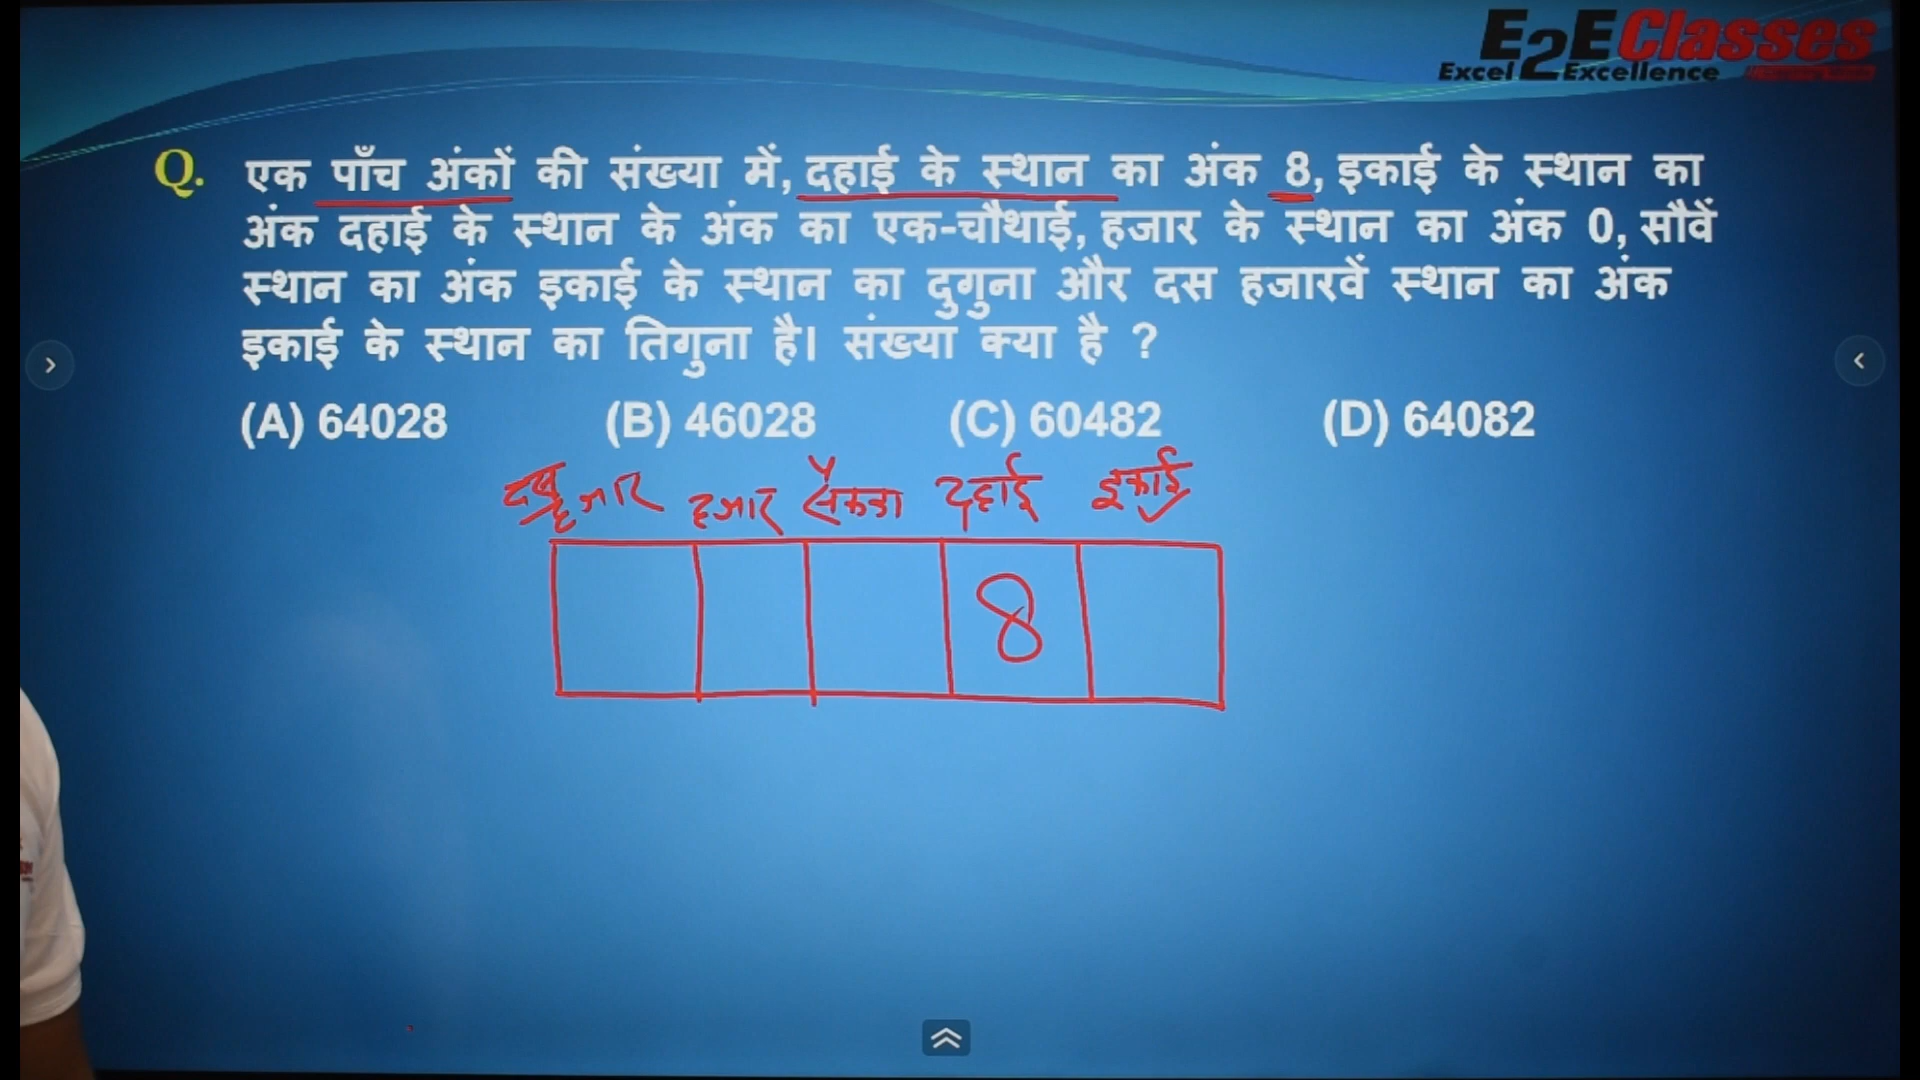 E2E Classes
Excel 2 Excellence
Q. एक पाँच अंकों की संख्या में, दहाई के स्थान का अंक 8, इकाई के स्थान का
अंक दहाई के स्थान के अंक का एक-चौथाई, हजार के स्थान का अंक 0, सौवें
स्थान का अंक इकाई के स्थान का दुगुना और दस हजारवें स्थान का अंक
इकाई के स्थान का तिगुना है। संख्या क्या है ?
(A) 64028 (B) 46028 (C) 60482 (D) 64082
हजार दहाई इकाई
8